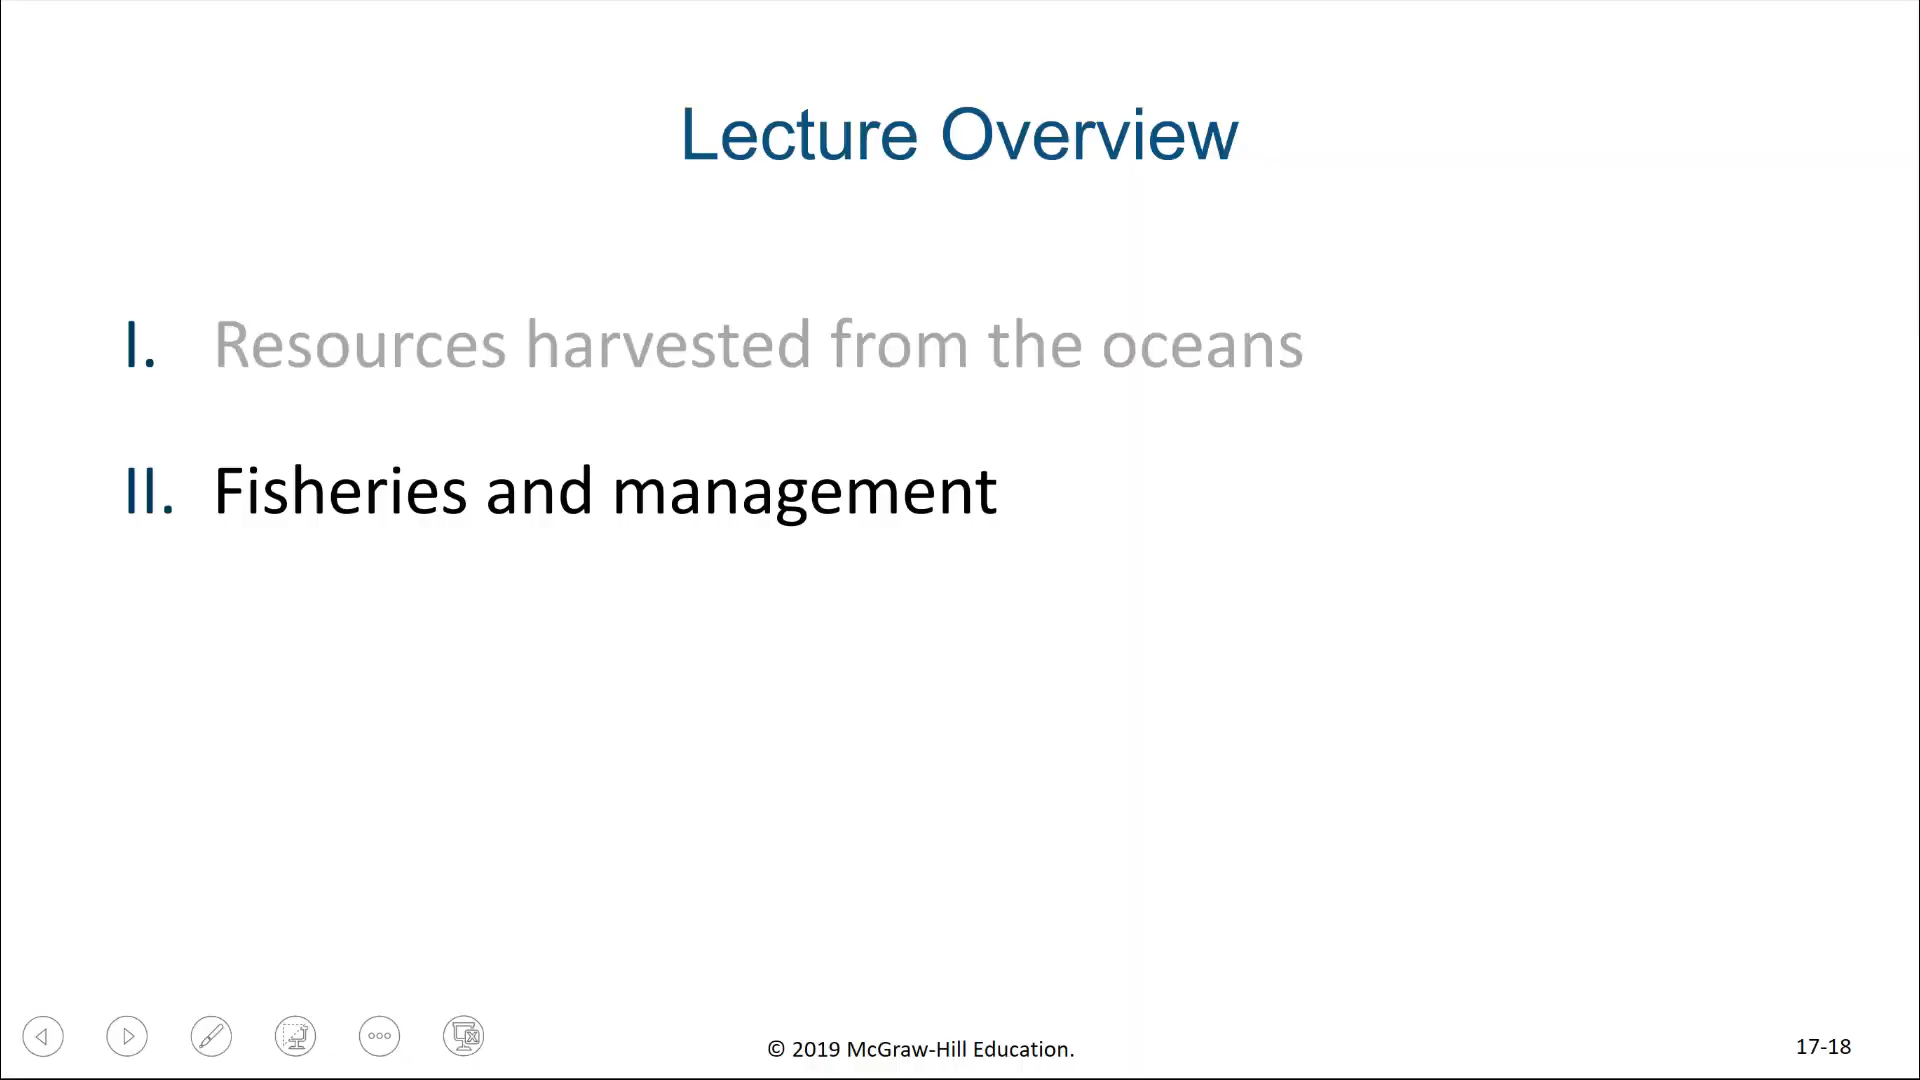 Lecture Overview
I. Resources harvested from the oceans
II. Fisheries and management
© 2019 McGraw-Hill Education.
17-18